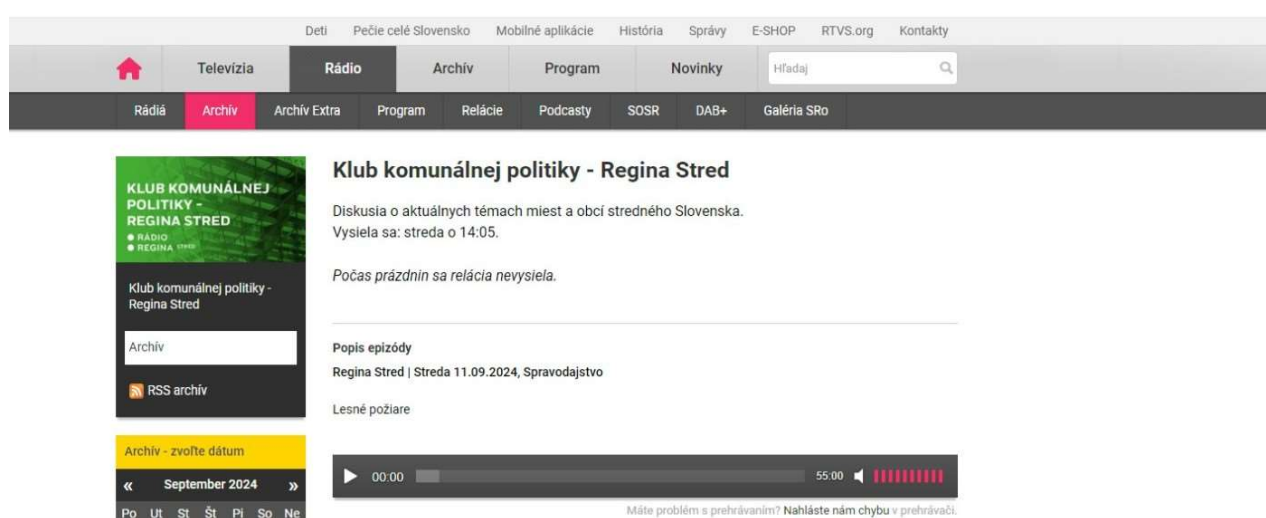 Deti Pečie celé Slovensko Mobilné aplikácie História Správy E-SHOP RTVS.org Kontakty
Televízia Rádio Archív Program Novinky Hľadaj
Rádiá Archív Archív Extra Program Relácie Podcasty SOSR DAB+ Galéria SRo
KLUB KOMUNÁLNEJ
POLITIKY -
REGINA STRED
RÁDIO
REGINA STRED
Klub komunálnej politiky -
Regina Stred
Archív
RSS archív
Archív - zvoľte dátum
« September 2024 »
Po Ut St Št Pi So Ne
Klub komunálnej politiky - Regina Stred
Diskusia o aktuálnych témach miest a obcí stredného Slovenska.
Vysiela sa: streda o 14:05.
Počas prázdnin sa relácia nevysiela.
Popis epizódy
Regina Stred | Streda 11.09.2024, Spravodajstvo
Lesné požiare
00:00 55:00
Máte problém s prehrávaním? Nahláste nám chybu v prehrávači.